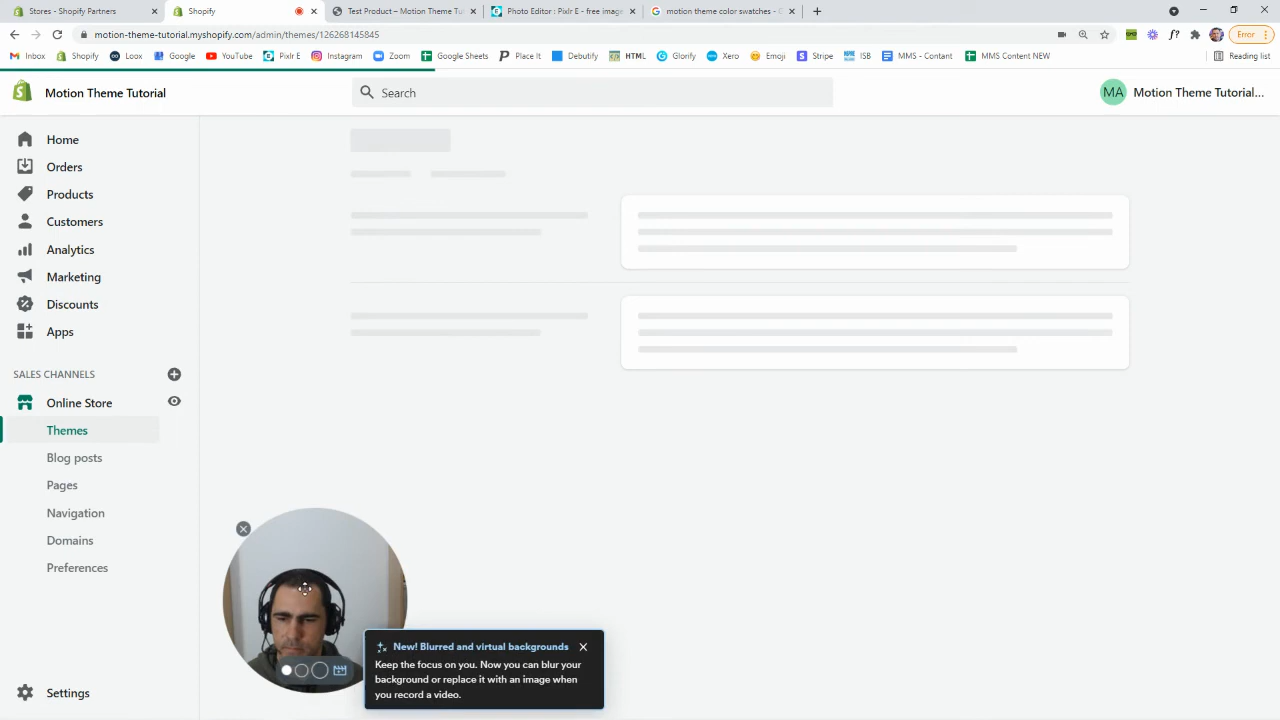 Stores - Shopify Partners
Shopify
Test Product – Motion Theme Tut
Photo Editor : Pixlr E - free image
motion theme color swatches - G
motion-theme-tutorial.myshopify.com/admin/themes/126268145845
Error
Inbox
Shopify
Loox
Google
YouTube
Pixlr E
Instagram
Zoom
Google Sheets
Place It
Debutify
HTML
Glorify
Xero
Emoji
Stripe
ISB
MMS - Contant
MMS Content NEW
Reading list
Motion Theme Tutorial
Search
MA
Motion Theme Tutorial...
Home
Orders
Products
Customers
Analytics
Marketing
Discounts
Apps
SALES CHANNELS
Online Store
Themes
Blog posts
Pages
Navigation
Domains
Preferences
Settings
New! Blurred and virtual backgrounds
Keep the focus on you. Now you can blur your
background or replace it with an image when
you record a video.